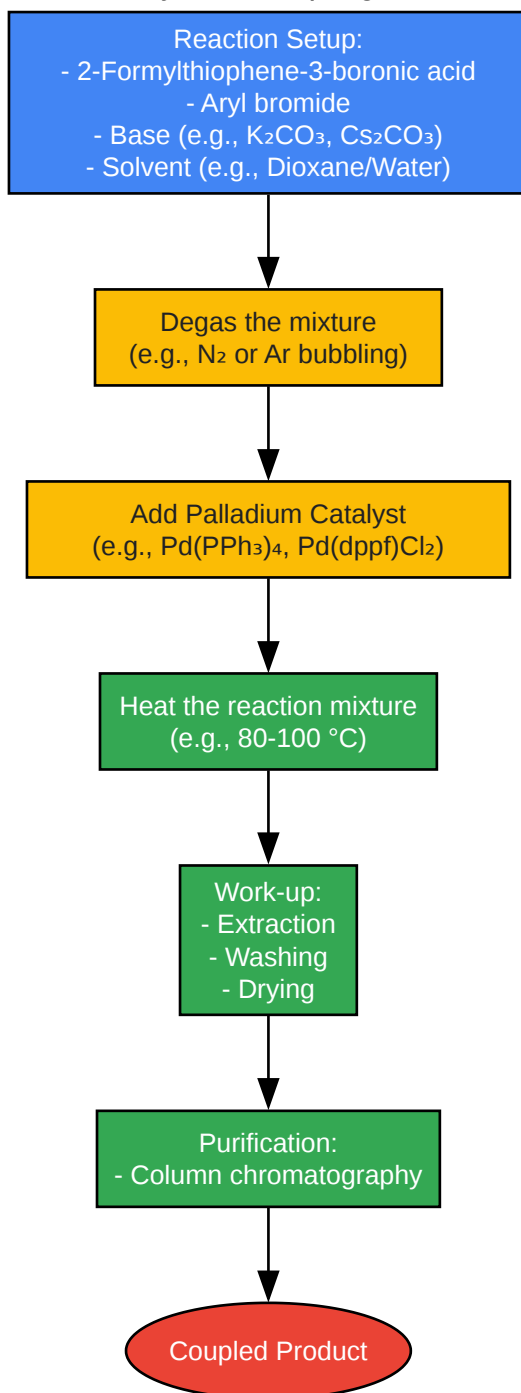 Reaction Setup:
- 2-Formylthiophene-3-boronic acid
- Aryl bromide
- Base (e.g., K₂CO₃, Cs₂CO₃)
- Solvent (e.g., Dioxane/Water)
Degas the mixture
(e.g., N₂ or Ar bubbling)
Add Palladium Catalyst
(e.g., Pd(PPh₃)₄, Pd(dppf)Cl₂)
Heat the reaction mixture
(e.g., 80-100 °C)
Work-up:
- Extraction
- Washing
- Drying
Purification:
- Column chromatography
Coupled Product